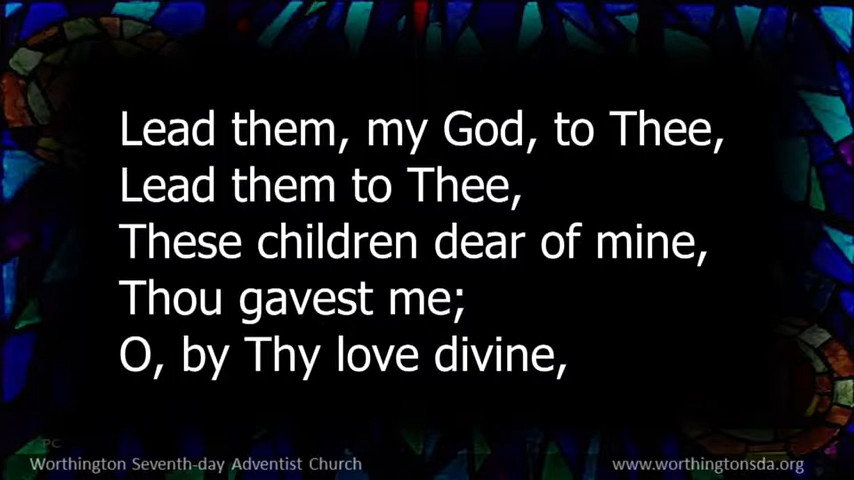 Lead them, my God, to Thee,
Lead them to Thee,
These children dear of mine,
Thou gavest me;
O, by Thy love divine,
PC
Worthington Seventh-day Adventist Church
www.worthingtonsda.org